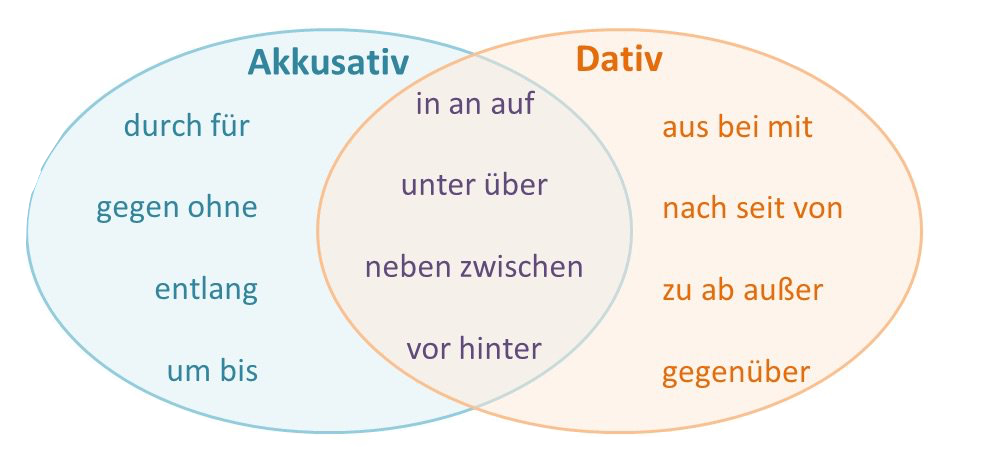 Akkusativ
durch für
gegen ohne
entlang
um bis
in an auf
unter über
neben zwischen
vor hinter
Dativ
aus bei mit
nach seit von
zu ab außer
gegenüber